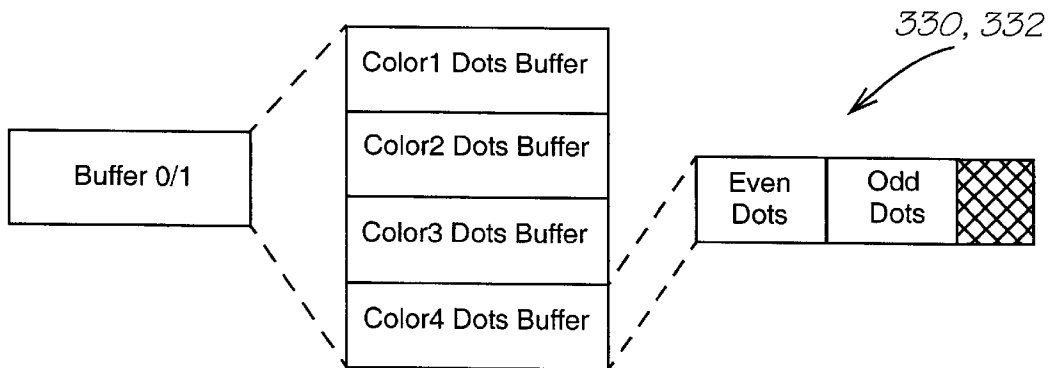 330, 332
Color1 Dots Buffer
Color2 Dots Buffer
Buffer 0/1
Even
Dots
Odd
Dots
Color3 Dots Buffer
Color4 Dots Buffer